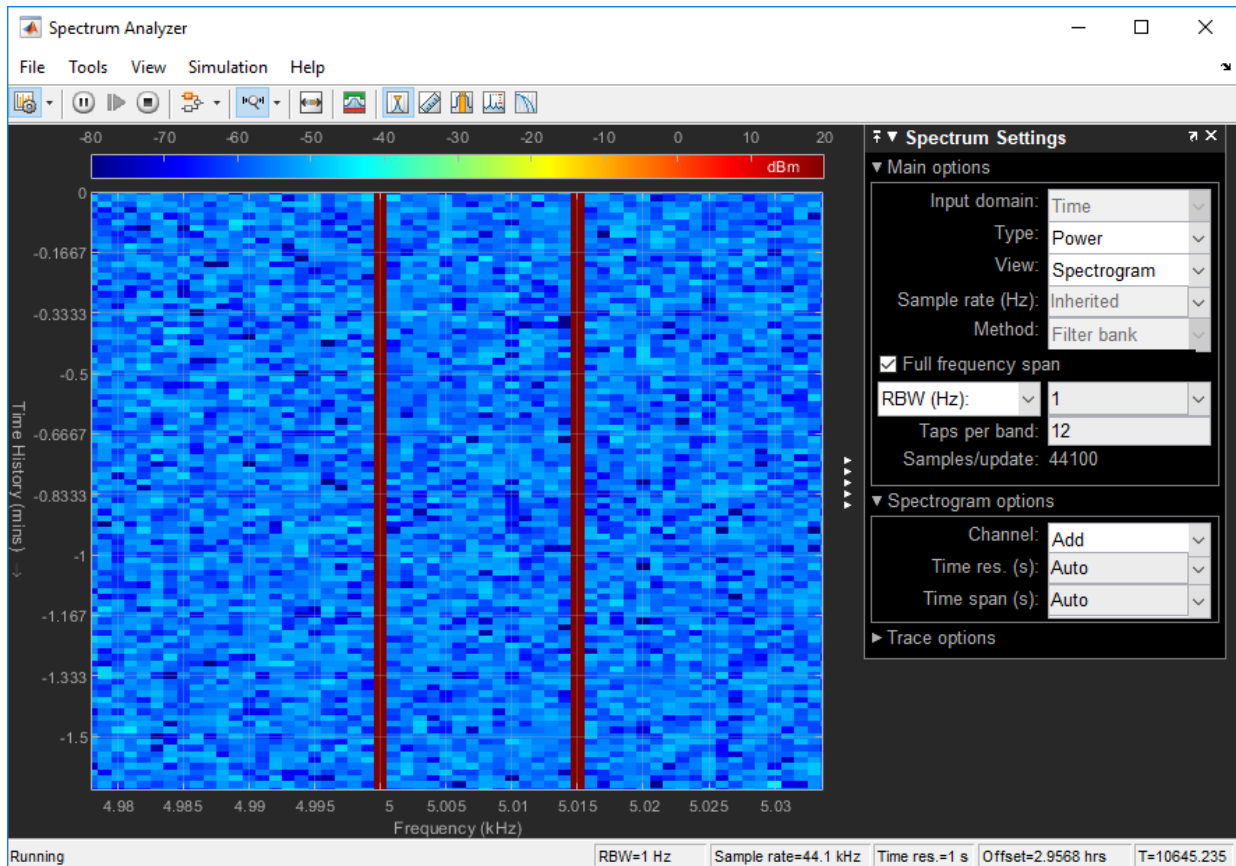 Spectrum Analyzer
File Tools View Simulation Help
-80 -70 -60 -50 -40 -30 -20 -10 0 10 20
dBm
0
-0.1667
-0.3333
-0.5
-0.6667
-0.8333
-1
-1.167
-1.333
-1.5
Time History (mins) →
4.98 4.985 4.99 4.995 5 5.005 5.01 5.015 5.02 5.025 5.03
Frequency (kHz)
▼ Spectrum Settings
▼ Main options
Input domain: Time
Type: Power
View: Spectrogram
Sample rate (Hz): Inherited
Method: Filter bank
Full frequency span
RBW (Hz): 1
Taps per band: 12
Samples/update: 44100
▼ Spectrogram options
Channel: Add
Time res. (s): Auto
Time span (s): Auto
► Trace options
Running RBW=1 Hz Sample rate=44.1 kHz Time res.=1 s Offset=2.9568 hrs T=10645.235